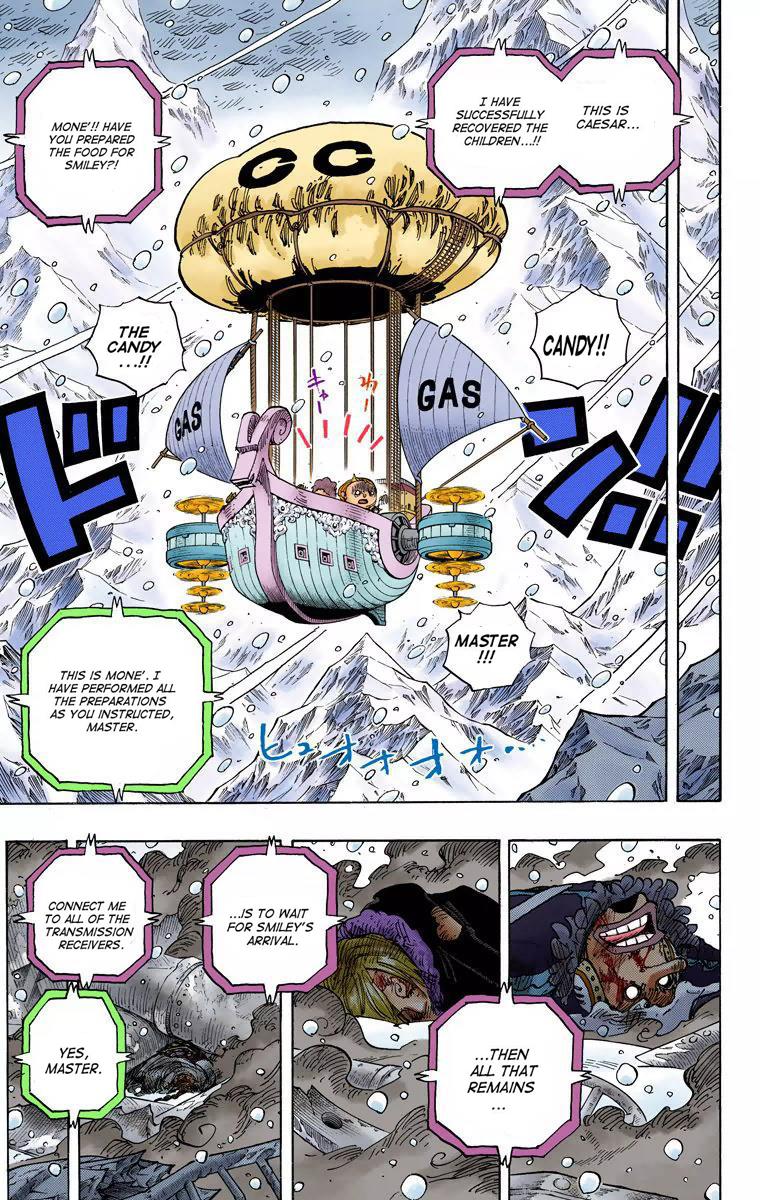 THIS IS
CAESAR...
I HAVE
SUCCESSFULLY
RECOVERED THE
CHILDREN...!!
MONE'!! HAVE
YOU PREPARED
THE FOOD FOR
SMILEY?!
CC
CANDY!!
THE
CANDY
...!!
GAS
GAS
キャー
わー
ドン!!
MASTER
!!!
THIS IS MONE'. I
HAVE PERFORMED ALL
THE PREPARATIONS
AS YOU INSTRUCTED,
MASTER.
ヒュオオオオ...
...THEN
ALL THAT
REMAINS
...
...IS TO WAIT
FOR SMILEY'S
ARRIVAL.
CONNECT ME
TO ALL OF THE
TRANSMISSION
RECEIVERS.
YES,
MASTER.